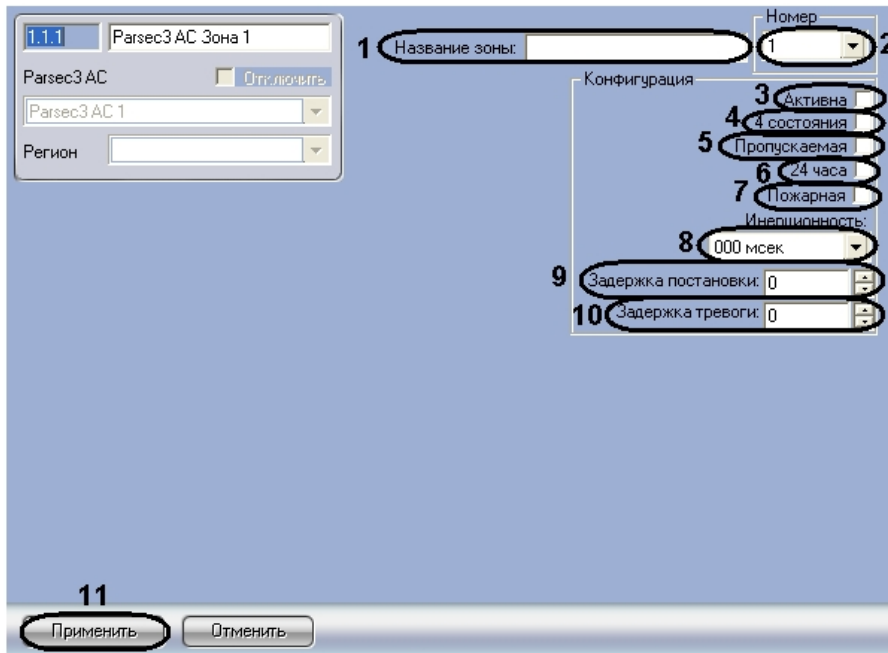 1.1.1 Parsec3 AC Зона 1
Parsec3 AC Отключить
Parsec3 AC 1
Регион
1 Название зоны:
Номер
1 2
Конфигурация
3 Активна
4 4 состояния
5 Пропускаемая
6 24 часа
7 Пожарная
Инерционность:
8 000 мсек
9 Задержка постановки: 0
10 Задержка тревоги: 0
11
Применить Отменить